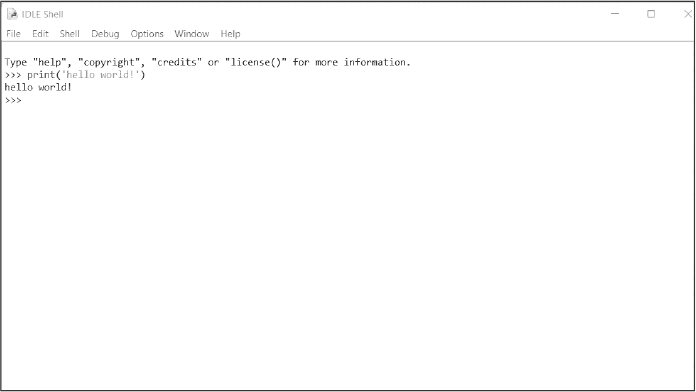 IDLE Shell
File Edit Shell Debug Options Window Help
Type "help", "copyright", "credits" or "license()" for more information.
>>> print('hello world!')
hello world!
>>>